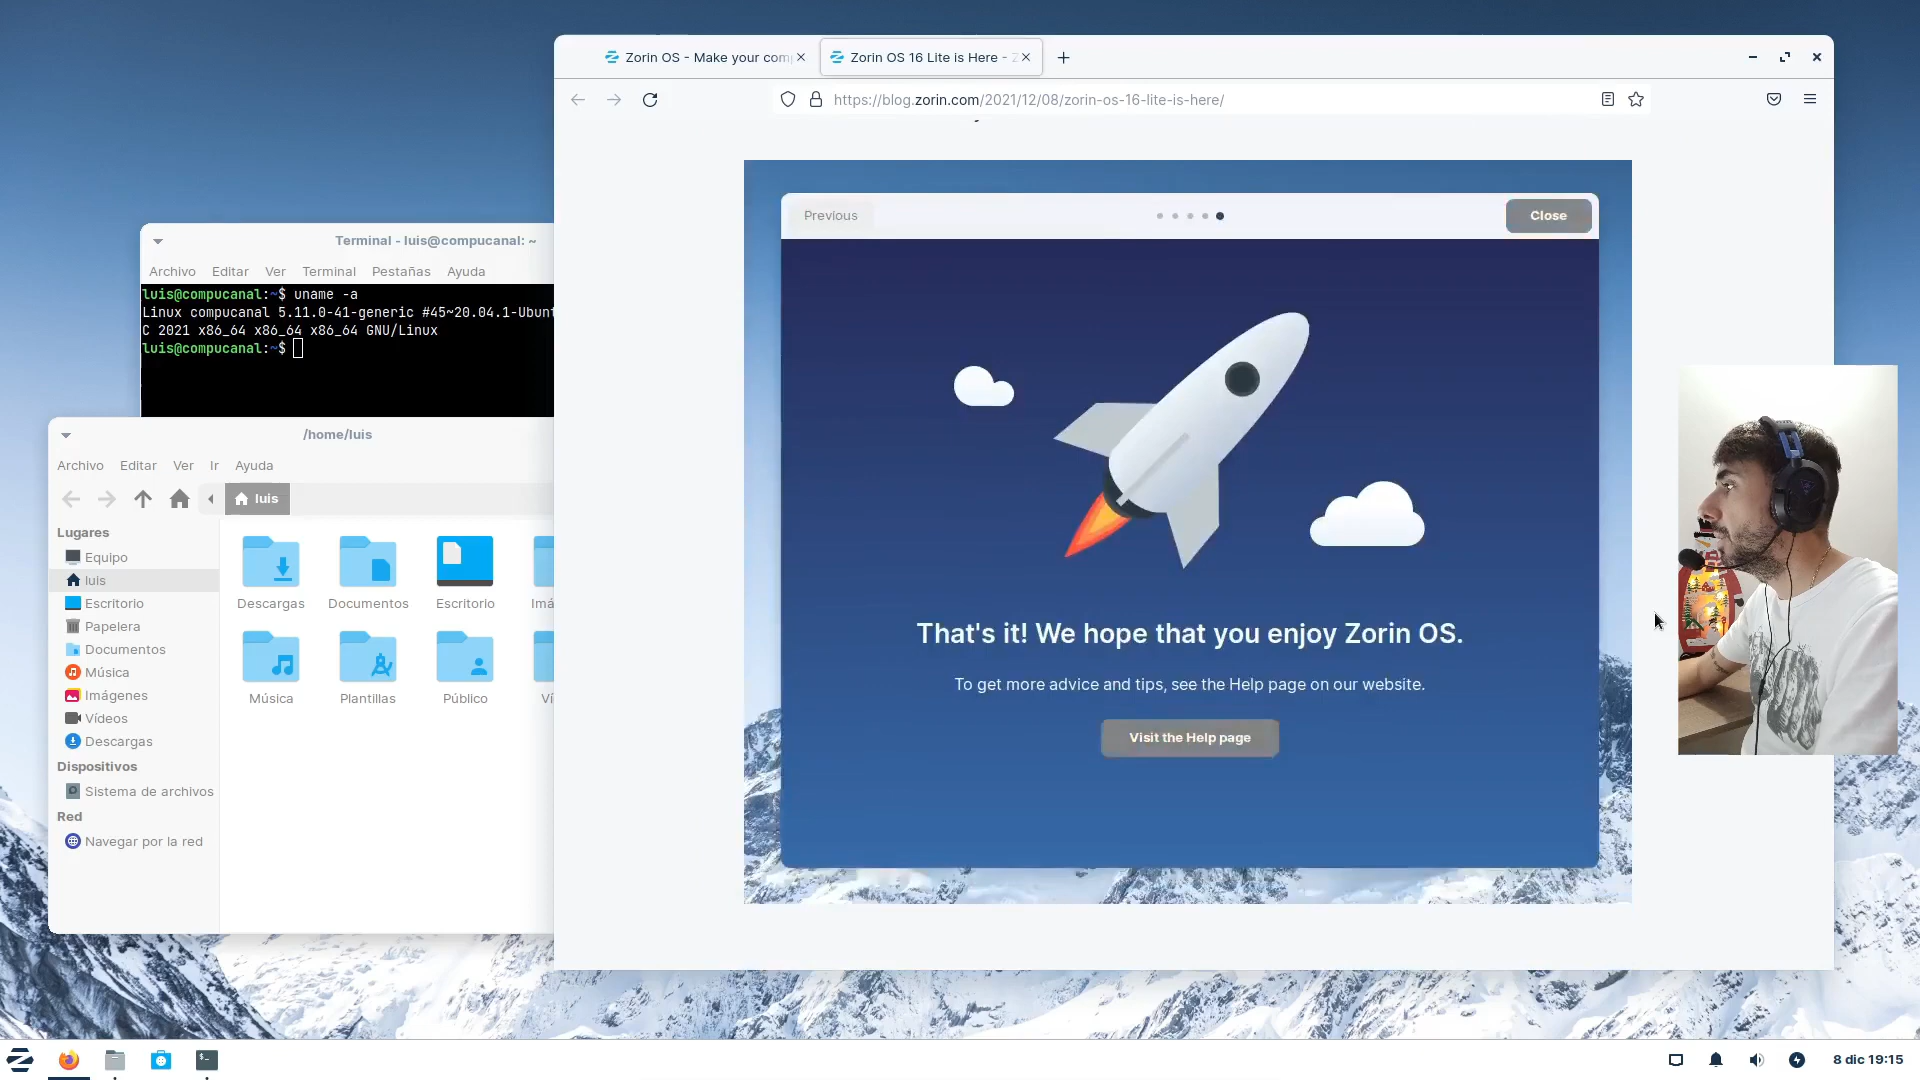 Zorin OS - Make your com
Zorin OS 16 Lite is Here -
https://blog.zorin.com/2021/12/08/zorin-os-16-lite-is-here/
Previous
Close
That's it! We hope that you enjoy Zorin OS.
To get more advice and tips, see the Help page on our website.
Visit the Help page
Terminal - luis@compucanal: ~
Archivo Editar Ver Terminal Pestañas Ayuda
luis@compucanal:~$ uname -a
Linux compucanal 5.11.0-41-generic #45~20.04.1-Ubunt
C 2021 x86_64 x86_64 x86_64 GNU/Linux
luis@compucanal:~$
/home/luis
Archivo Editar Ver Ir Ayuda
luis
Lugares
Equipo
luis
Escritorio
Papelera
Documentos
Música
Imágenes
Vídeos
Descargas
Dispositivos
Sistema de archivos
Red
Navegar por la red
Descargas Documentos Escritorio Imá
Música Plantillas Público Ví
8 dic 19:15